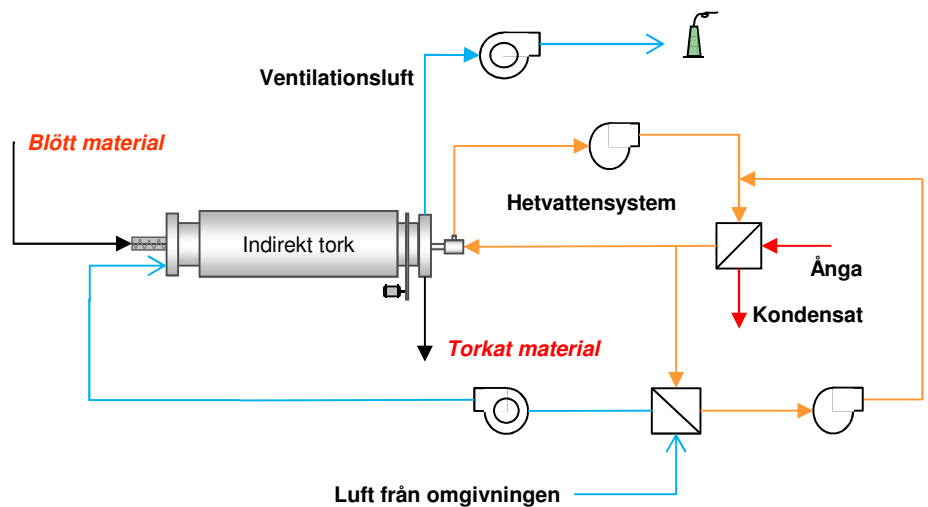 Ventilationsluft
Blött material
Hetvattensystem
Indirekt tork
Ånga
Kondensat
Torkat material
Luft från omgivningen